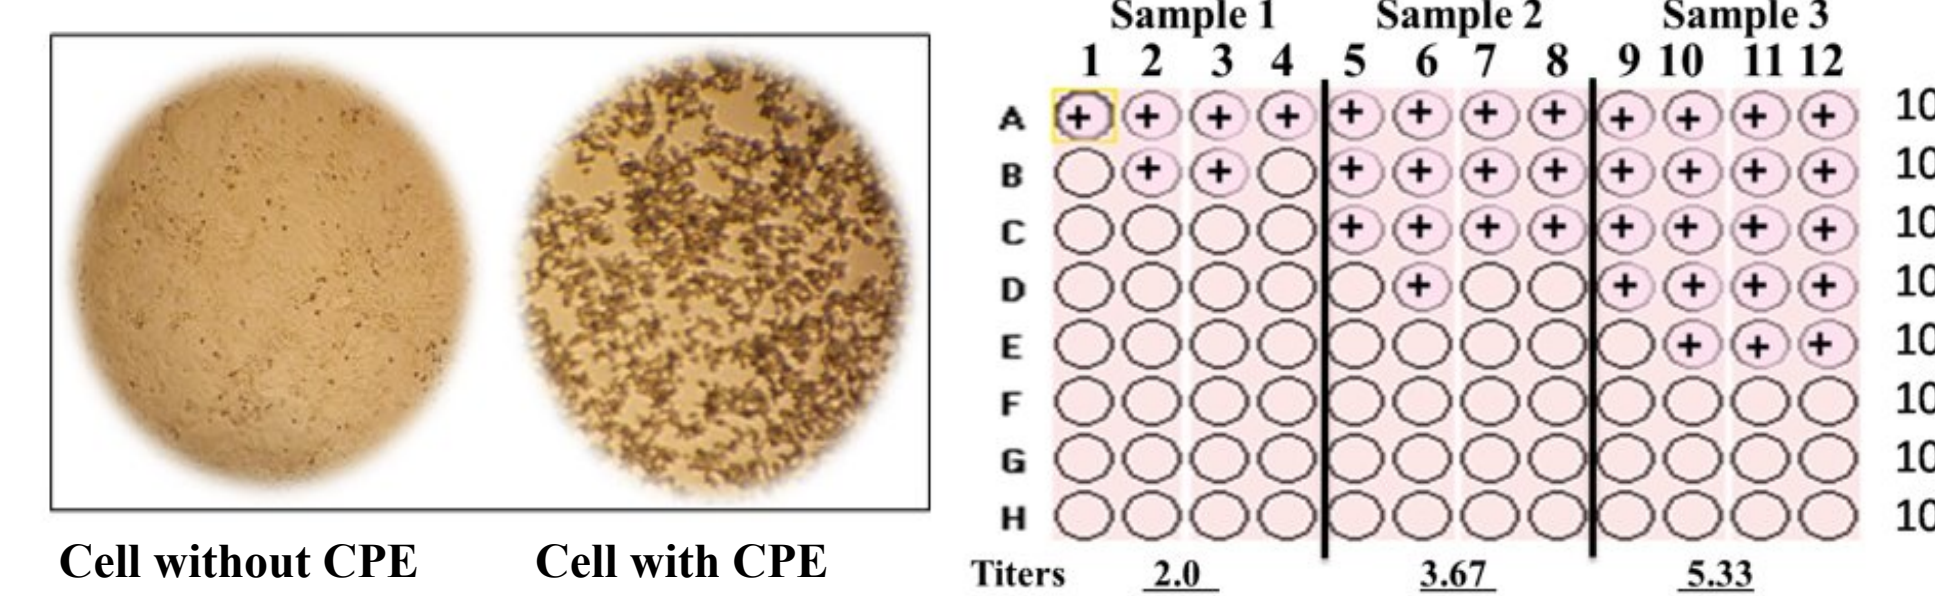 Sample 1 Sample 2 Sample 3
1 2 3 4 5 6 7 8 9 10 11 12
A + + + + + + + + + + + + 10
B + + + + + + + + + + 10
C + + + + + + + + 10
D + + + + + 10
E + + + 10
F 10
G 10
H 10
Titers 2.0 3.67 5.33
Cell without CPE Cell with CPE